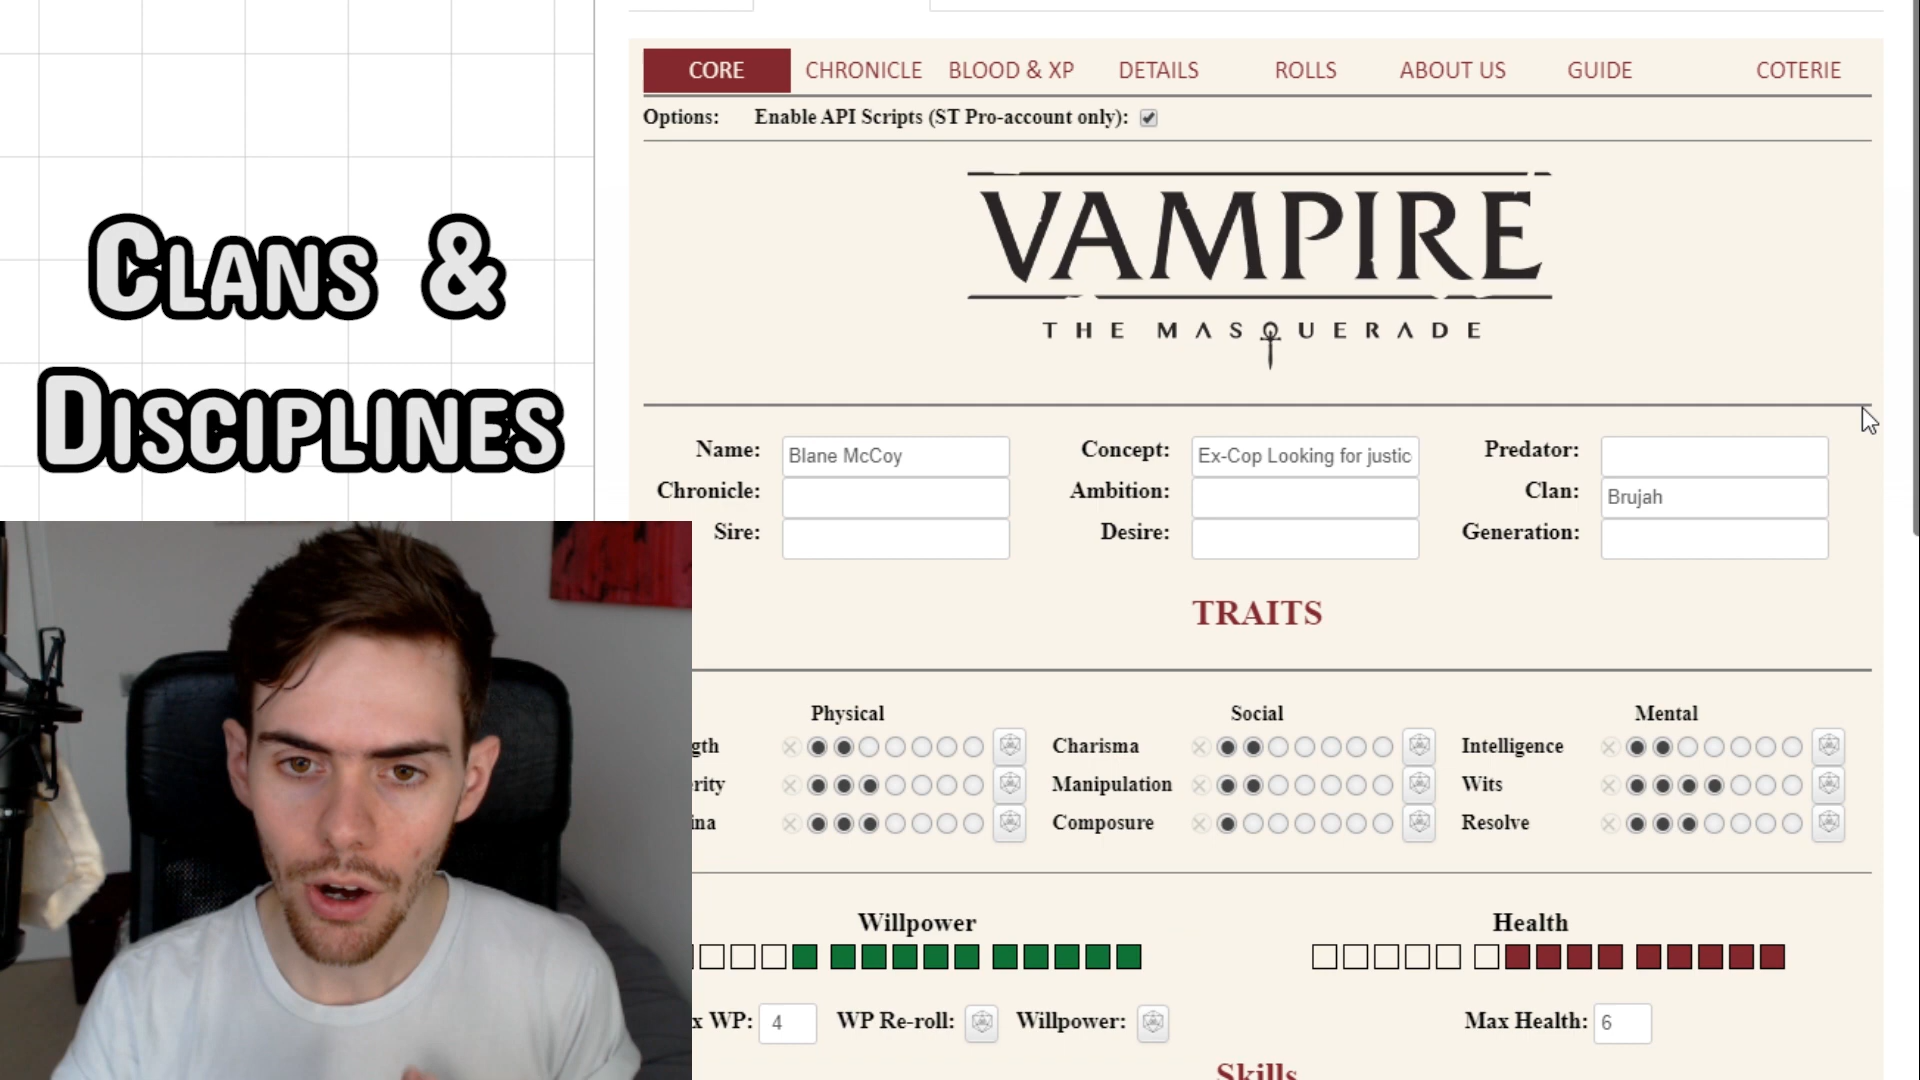 CORE CHRONICLE BLOOD & XP DETAILS ROLLS ABOUT US GUIDE COTERIE
Options: Enable API Scripts (ST Pro-account only):
VAMPIRE
THE MASQUERADE
CLANS &
DISCIPLINES
Name: Blane McCoy Concept: Ex-Cop Looking for justic Predator:
Chronicle: Ambition: Clan: Brujah
Sire: Desire: Generation:
TRAITS
Physical Social Mental
gth Charisma Intelligence
rity Manipulation Wits
ina Composure Resolve
Willpower Health
x WP: 4 WP Re-roll: Willpower: Max Health: 6
Skills